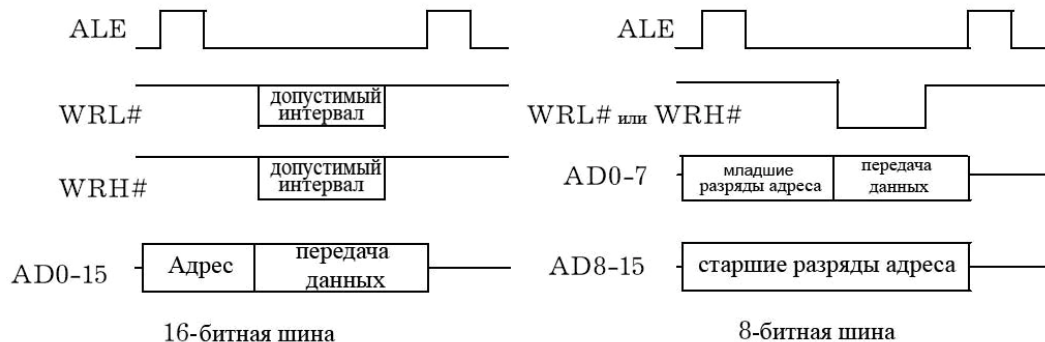 ALE
WRL#
допустимый
интервал
WRH#
допустимый
интервал
AD0-15
Адрес
передача
данных
16-битная шина
ALE
WRL# или WRH#
AD0-7
младшие
разряды адреса
передача
данных
AD8-15
старшие разряды адреса
8-битная шина